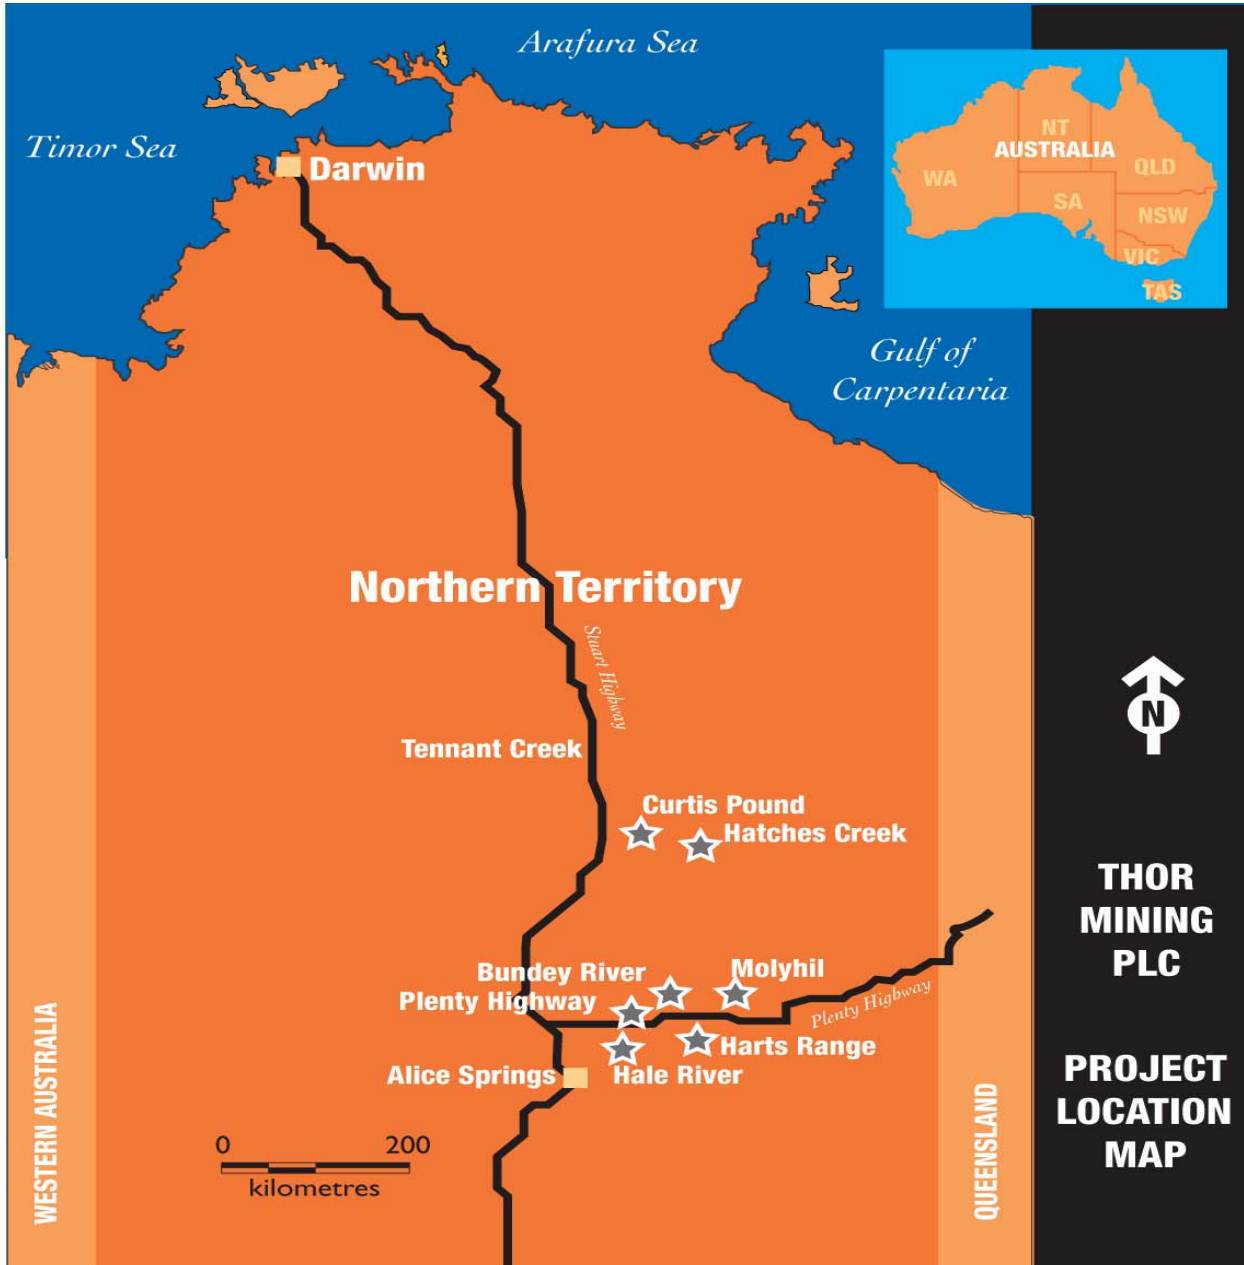 Arafura Sea
Timor Sea
Darwin
NT
AUSTRALIA
WA
QLD
SA
NSW
VIC
TAS
Gulf of
Carpentaria
Northern Territory
Stuart Highway
Tennant Creek
Curtis Pound
Hatches Creek
Bundey River
Molyhil
Plenty Highway
Plenty Highway
Harts Range
Alice Springs
Hale River
0 200
kilometres
WESTERN AUSTRALIA
QUEENSLAND
N
THOR
MINING
PLC
PROJECT
LOCATION
MAP